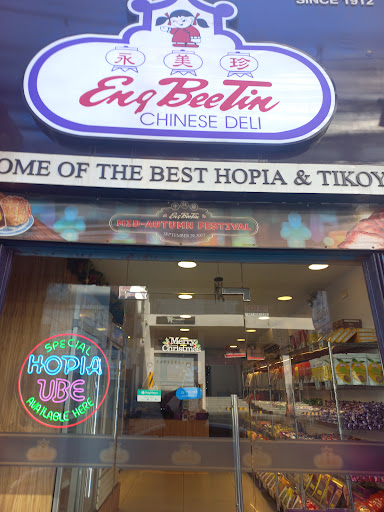 SINCE 1912
永美珍
Eng Bee Tin
CHINESE DELI
OME OF THE BEST HOPIA & TIKOY
Eng Bee Tin
MID-AUTUMN FESTIVAL
Merry
Christmas
SPECIAL
HOPIA
UBE
AVAILABLE HERE